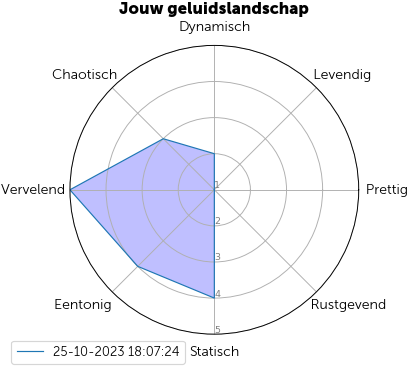 Jouw geluidslandschap
Dynamisch
Chaotisch
Levendig
Vervelend
1
Prettig
2
3
4
Eentonig
Rustgevend
5
25-10-2023 18:07:24
Statisch